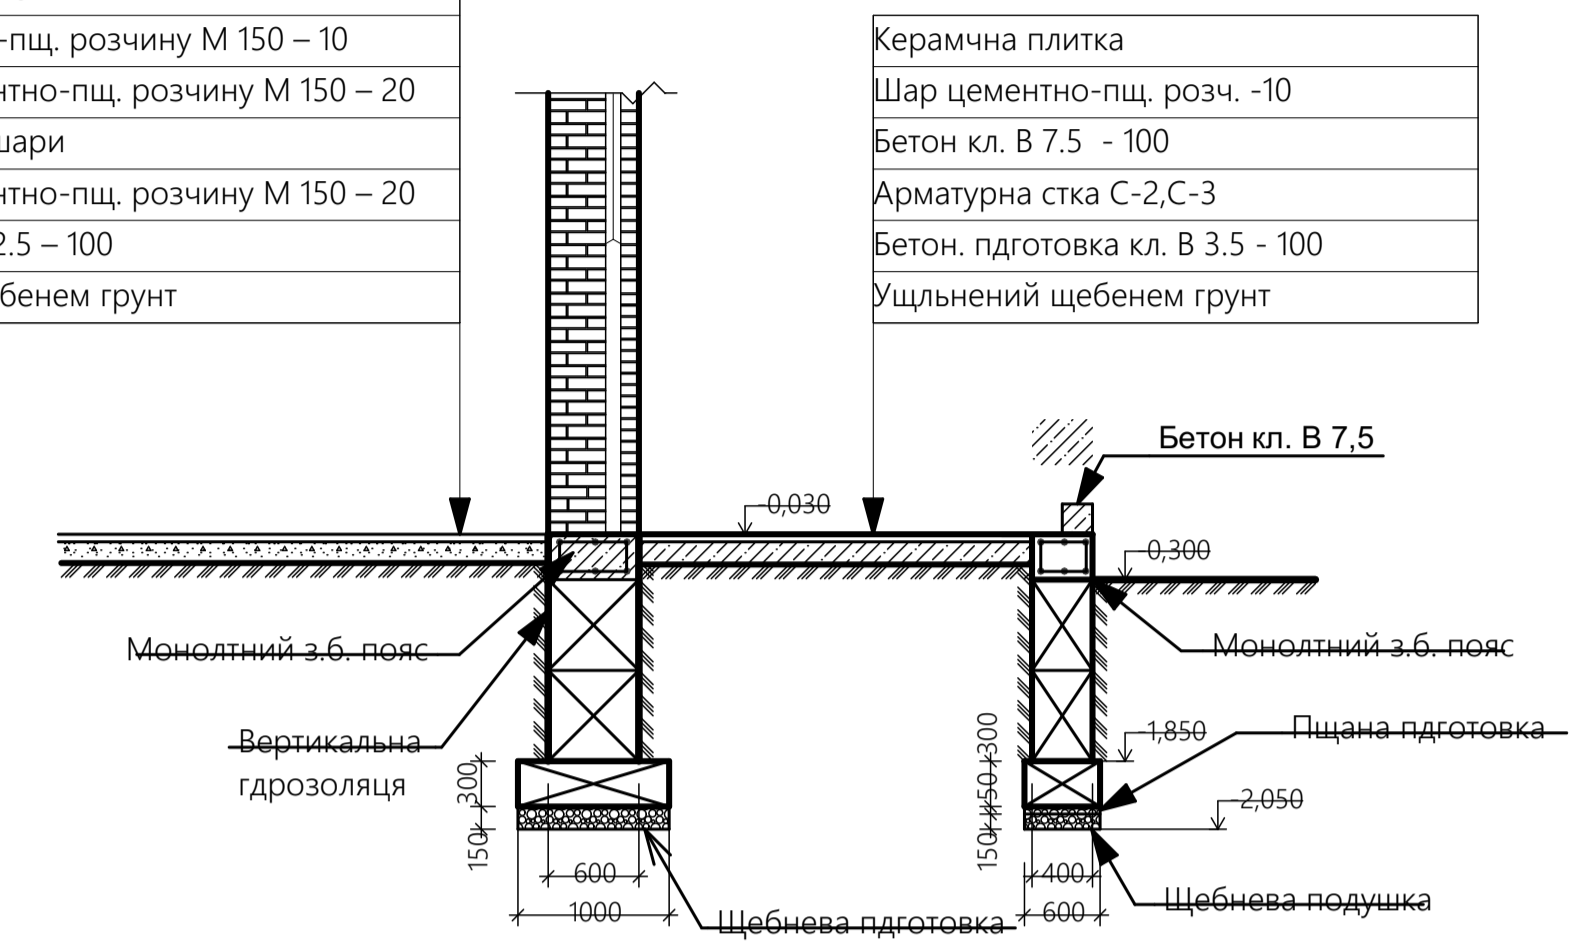 -пщ. розчину М 150 – 10
нтно-пщ. розчину М 150 – 20
шари
нтно-пщ. розчину М 150 – 20
2.5 – 100
бенем грунт
Керамчна плитка
Шар цементно-пщ. розч. -10
Бетон кл. В 7.5 - 100
Арматурна стка С-2,С-3
Бетон. пдготовка кл. В 3.5 - 100
Ущльнений щебенем грунт
Бетон кл. В 7,5
-0,030
-0,300
Монолтний з.б. пояс
Монолтний з.б. пояс
Вертикальна
гдрозоляця
-1,850
Пщана пдготовка
-2,050
300
150
600
1000
300
50
150
400
600
Щебнева пдготовка
Щебнева подушка